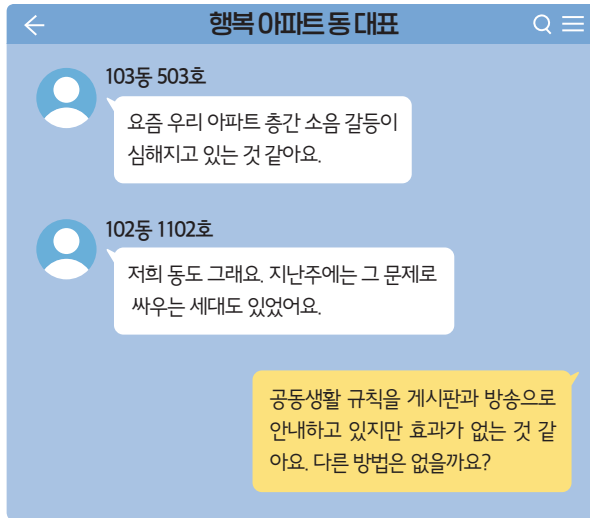 행복 아파트 동 대표
103동 503호
요즘 우리 아파트 층간 소음 갈등이
심해지고 있는 것 같아요.
102동 1102호
저희 동도 그래요. 지난주에는 그 문제로
싸우는 세대도 있었어요.
공동생활 규칙을 게시판과 방송으로
안내하고 있지만 효과가 없는 것 같
아요. 다른 방법은 없을까요?